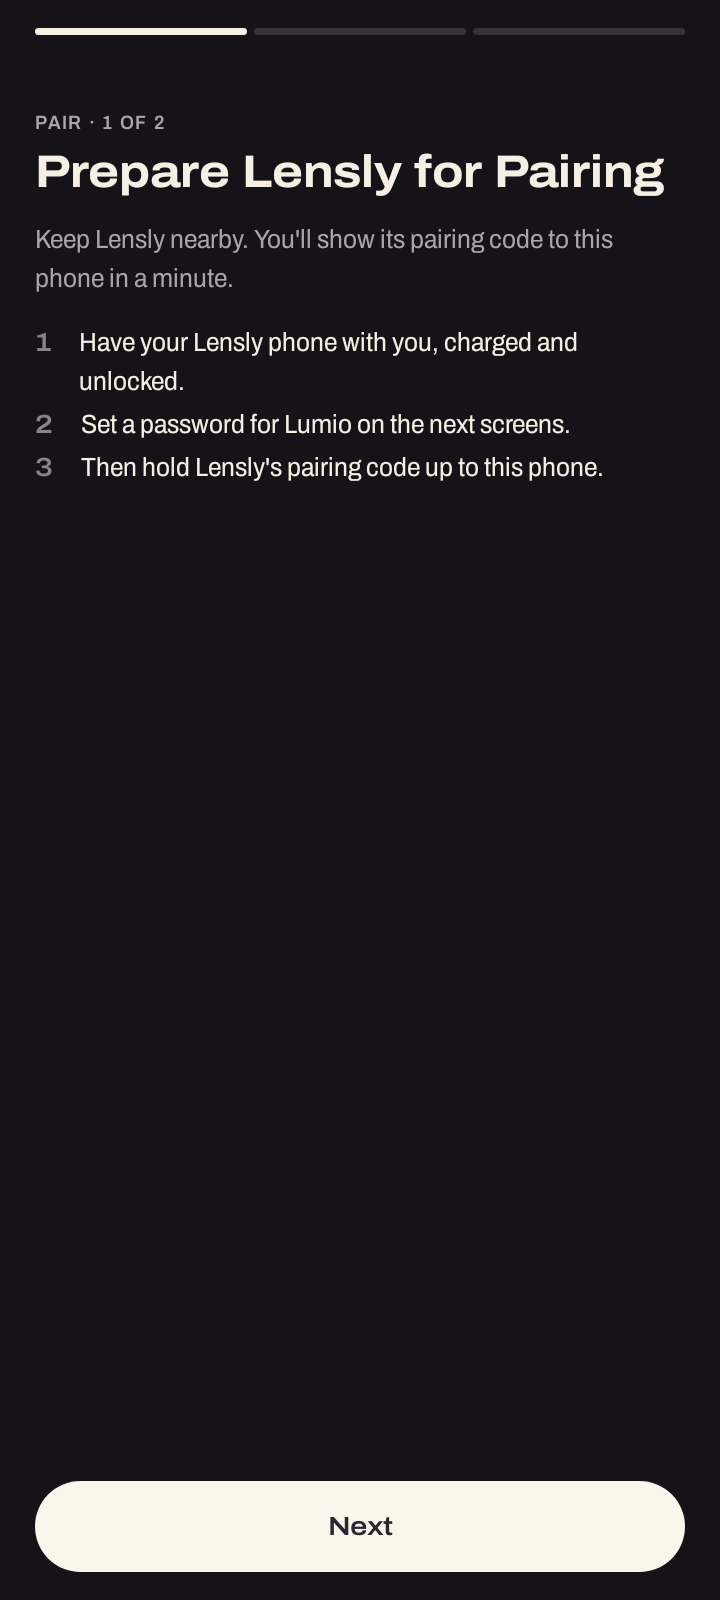 PAIR · 1 OF 2
Prepare Lensly for Pairing
Keep Lensly nearby. You'll show its pairing code to this
phone in a minute.
1 Have your Lensly phone with you, charged and
unlocked.
2 Set a password for Lumio on the next screens.
3 Then hold Lensly's pairing code up to this phone.
Next